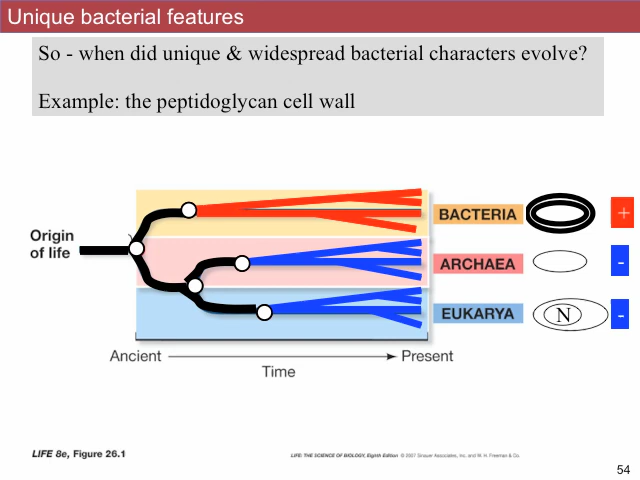 Unique bacterial features
So - when did unique & widespread bacterial characters evolve?
Example: the peptidoglycan cell wall
Origin
of life
BACTERIA
+
ARCHAEA
-
EUKARYA
N
-
Ancient
Present
Time
LIFE 8e, Figure 26.1
LIFE: THE SCIENCE OF BIOLOGY, Eighth Edition © 2007 Sinauer Associates, Inc. and W. H. Freeman & Co.
54